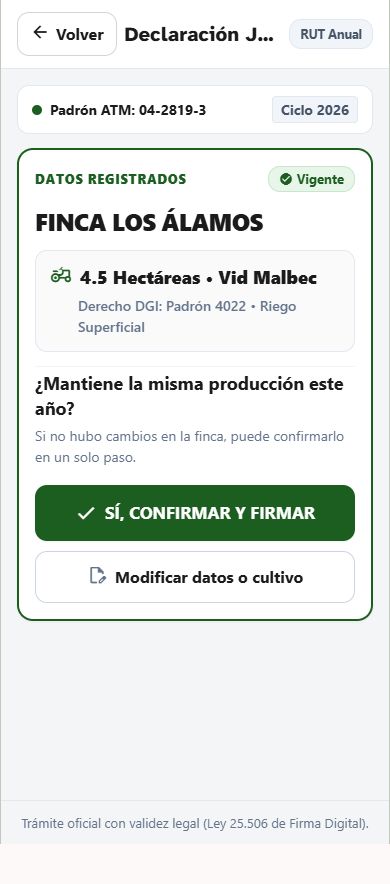 Volver
Declaración J...
RUT Anual
Padrón ATM: 04-2819-3
Ciclo 2026
DATOS REGISTRADOS
Vigente
FINCA LOS ÁLAMOS
4.5 Hectáreas • Vid Malbec
Derecho DGI: Padrón 4022 • Riego
Superficial
¿Mantiene la misma producción este
año?
Si no hubo cambios en la finca, puede confirmarlo
en un solo paso.
SÍ, CONFIRMAR Y FIRMAR
Modificar datos o cultivo
Trámite oficial con validez legal (Ley 25.506 de Firma Digital).